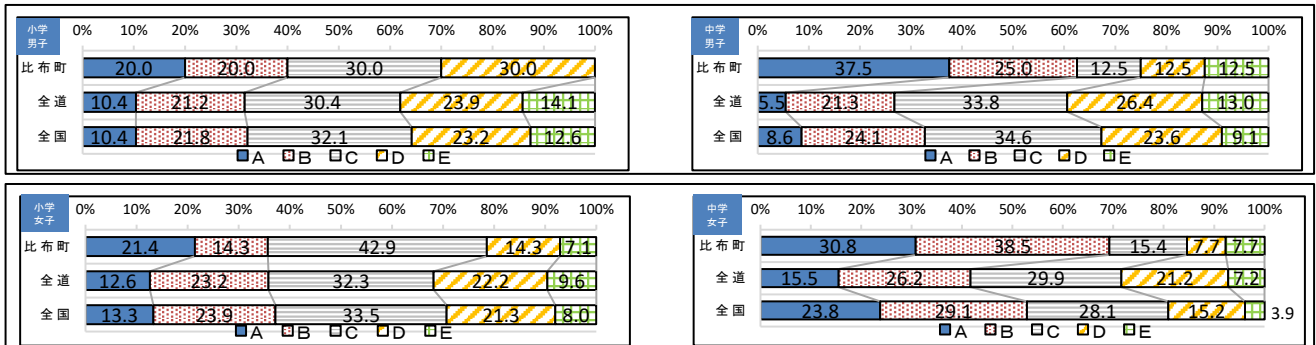 小学男子 0% 10% 20% 30% 40% 50% 60% 70% 80% 90% 100%
比布町 20.0 20.0 30.0 30.0
全道 10.4 21.2 30.4 23.9 14.1
全国 10.4 21.8 32.1 23.2 12.6
A B C D E
中学男子 0% 10% 20% 30% 40% 50% 60% 70% 80% 90% 100%
比布町 37.5 25.0 12.5 12.5 12.5
全道 5.5 21.3 33.8 26.4 13.0
全国 8.6 24.1 34.6 23.6 9.1
A B C D E
小学女子 0% 10% 20% 30% 40% 50% 60% 70% 80% 90% 100%
比布町 21.4 14.3 42.9 14.3 7.1
全道 12.6 23.2 32.3 22.2 9.6
全国 13.3 23.9 33.5 21.3 8.0
A B C D E
中学女子 0% 10% 20% 30% 40% 50% 60% 70% 80% 90% 100%
比布町 30.8 38.5 15.4 7.7 7.7
全道 15.5 26.2 29.9 21.2 7.2
全国 23.8 29.1 28.1 15.2 3.9
A B C D E